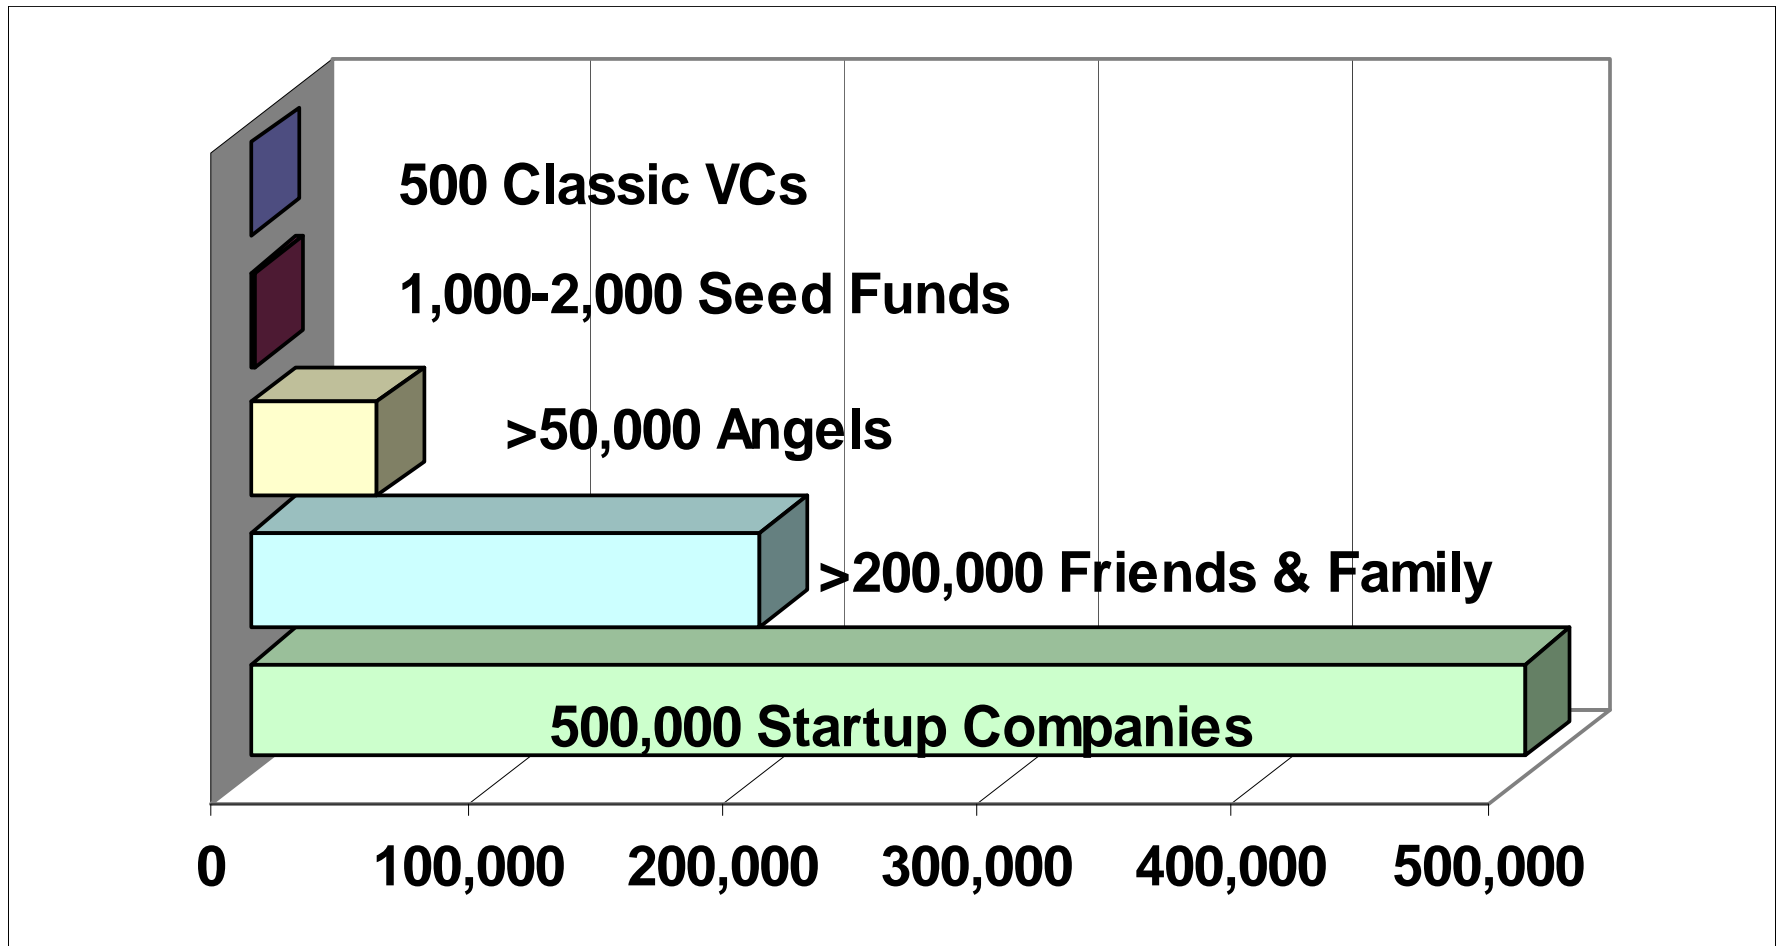 500 Classic VCs
1,000-2,000 Seed Funds
>50,000 Angels
>200,000 Friends & Family
500,000 Startup Companies
0 100,000 200,000 300,000 400,000 500,000